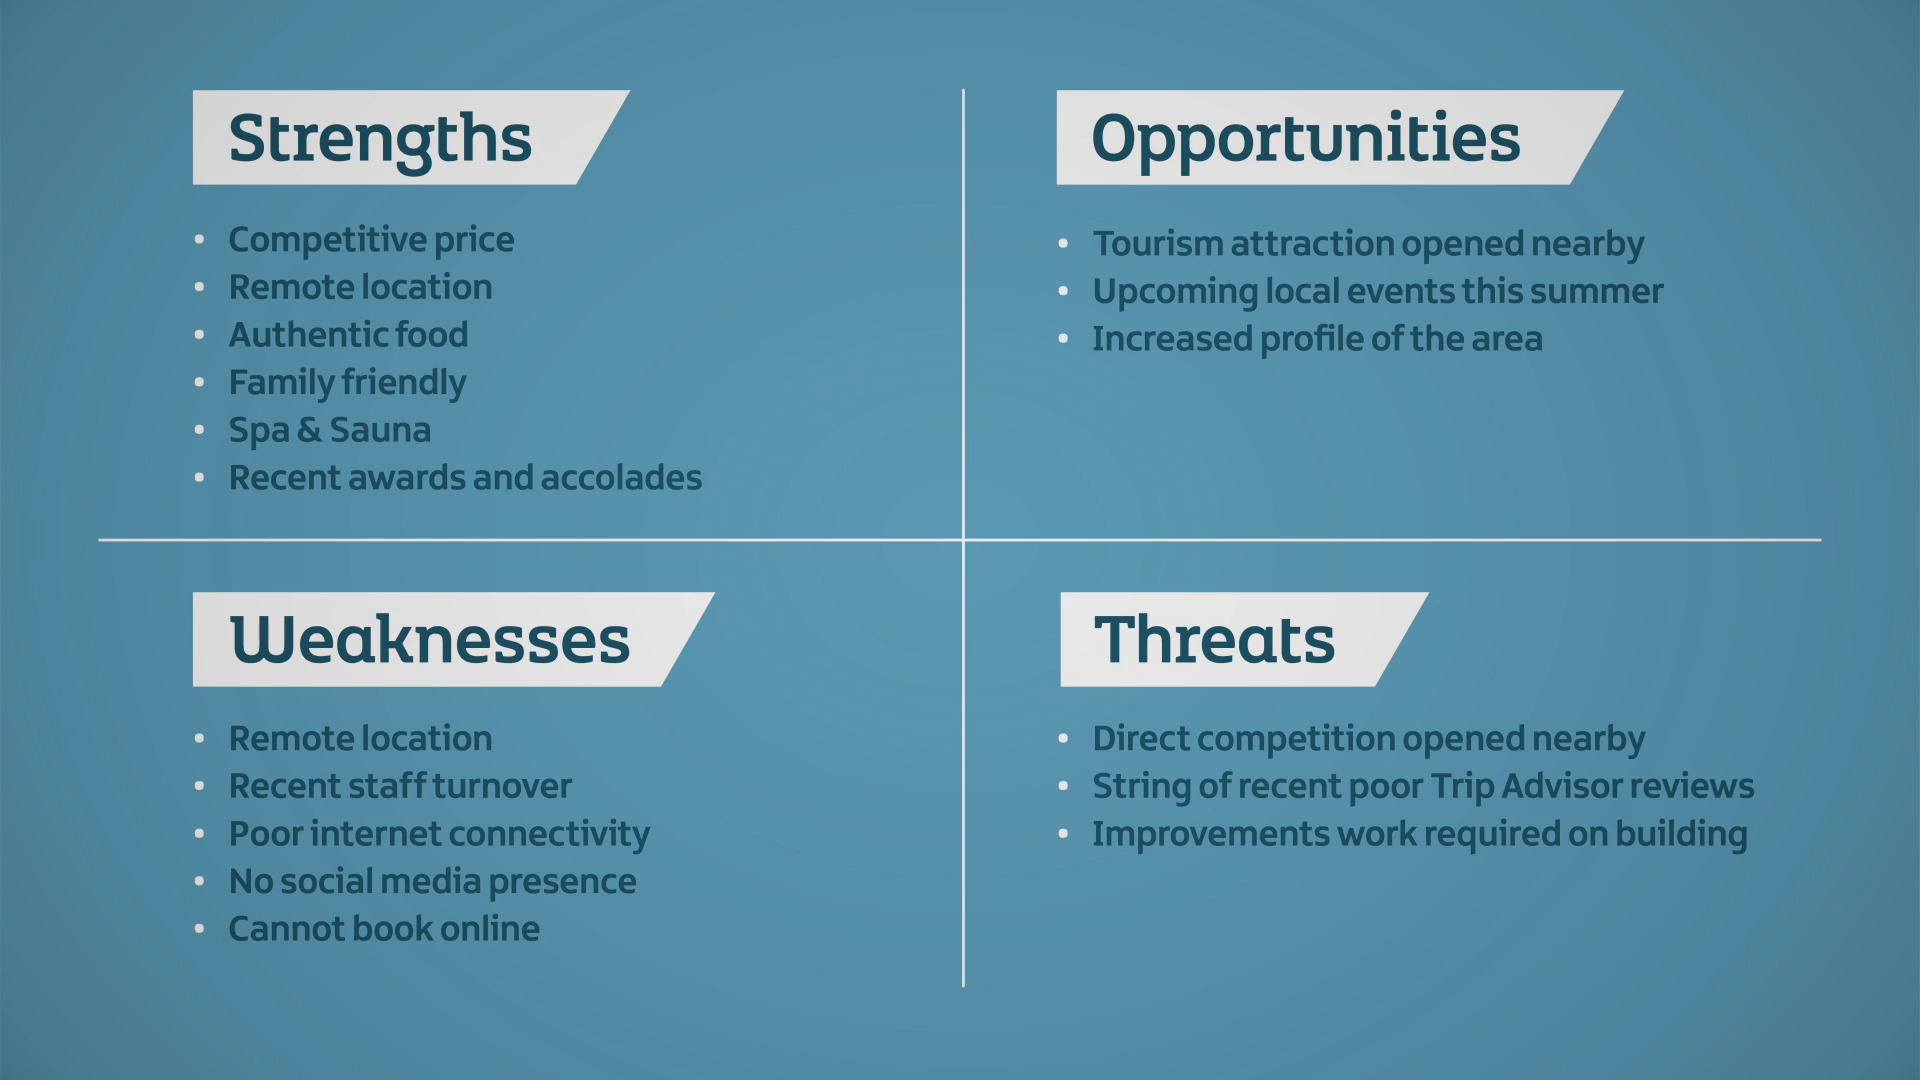 Strengths
• Competitive price
• Remote location
• Authentic food
• Family friendly
• Spa & Sauna
• Recent awards and accolades
Opportunities
• Tourism attraction opened nearby
• Upcoming local events this summer
• Increased profile of the area
Weaknesses
• Remote location
• Recent staff turnover
• Poor internet connectivity
• No social media presence
• Cannot book online
Threats
• Direct competition opened nearby
• String of recent poor Trip Advisor reviews
• Improvements work required on building